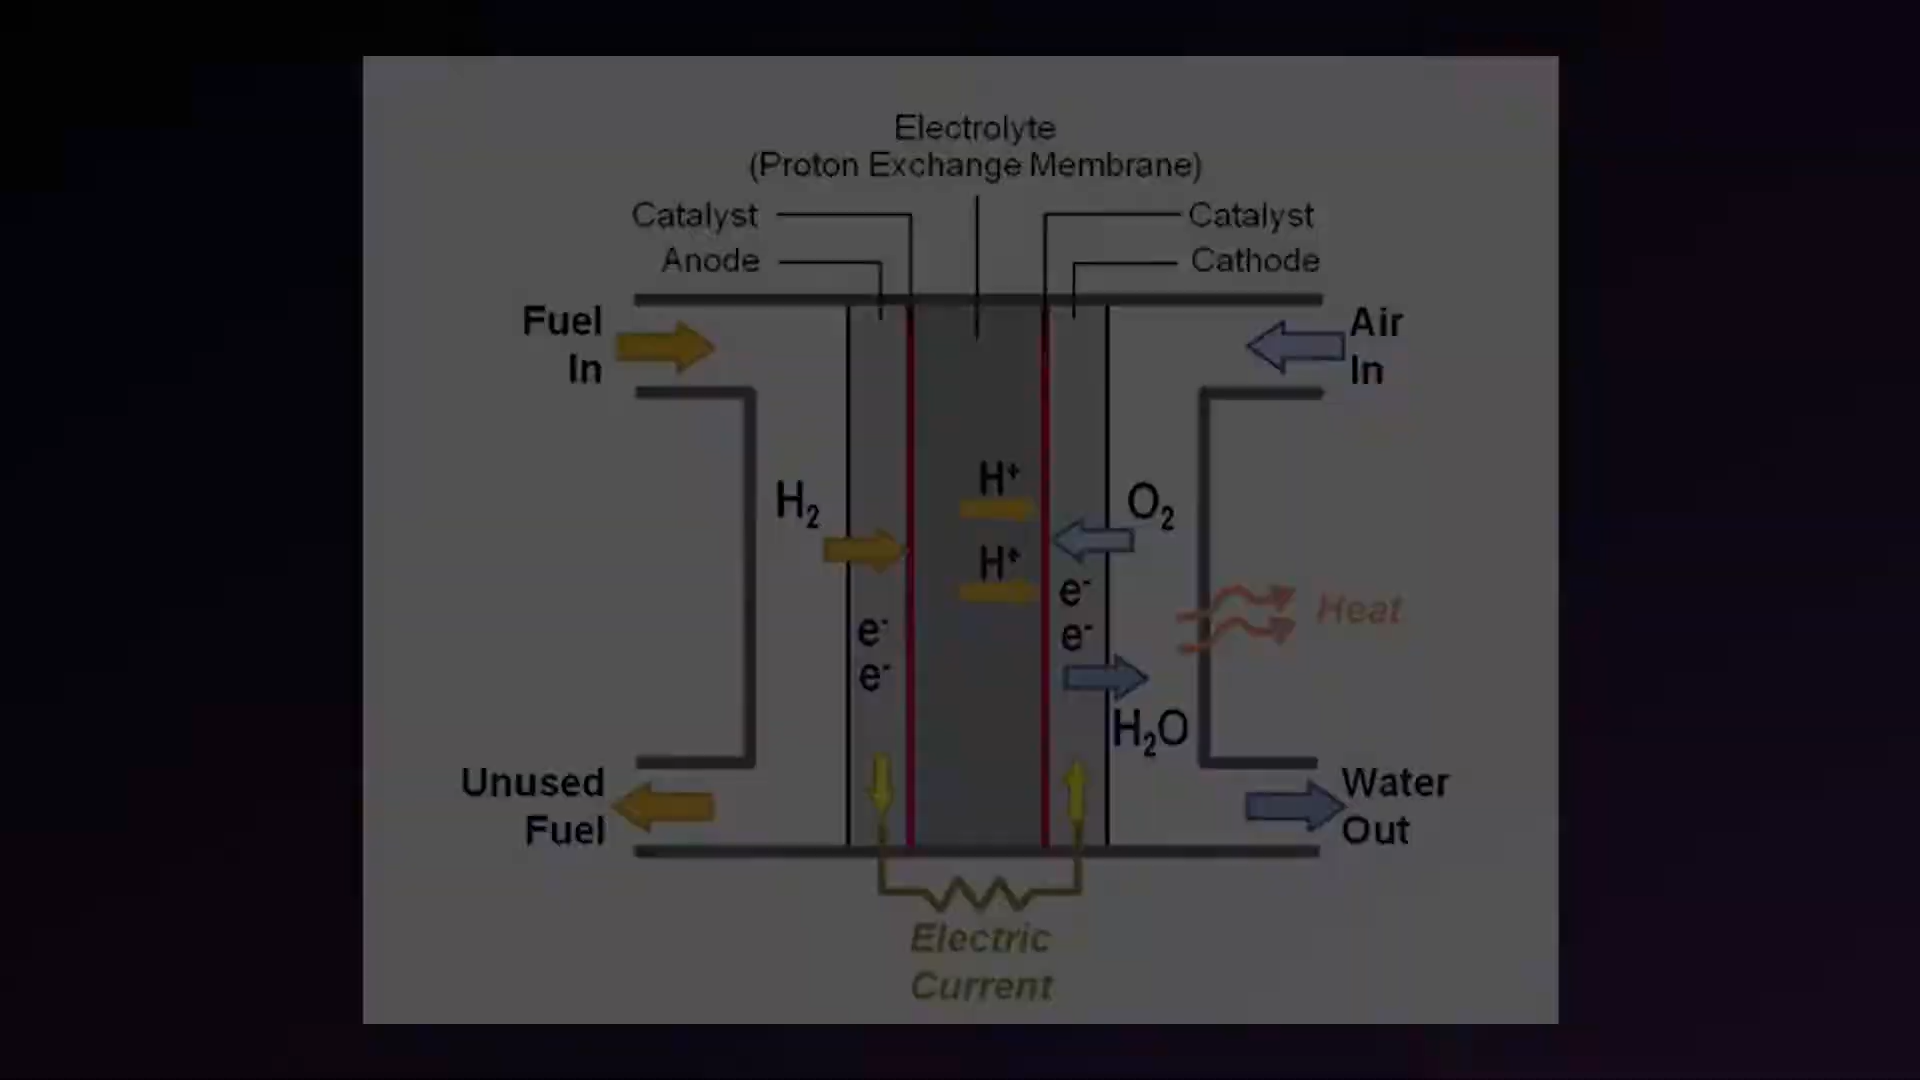 Electrolyte
(Proton Exchange Membrane)
Catalyst
Catalyst
Anode
Cathode
Fuel
In
Air
In
H⁺
H₂
O₂
H⁺
e⁻
e⁻
Heat
e⁻
e⁻
H₂O
Unused
Fuel
Water
Out
Electric
Current